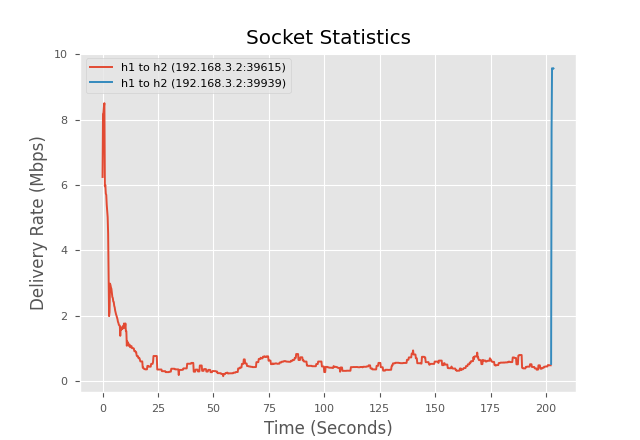 Socket Statistics
h1 to h2 (192.168.3.2:39615)
h1 to h2 (192.168.3.2:39939)
Delivery Rate (Mbps)
10
8
6
4
2
0
0 25 50 75 100 125 150 175 200
Time (Seconds)